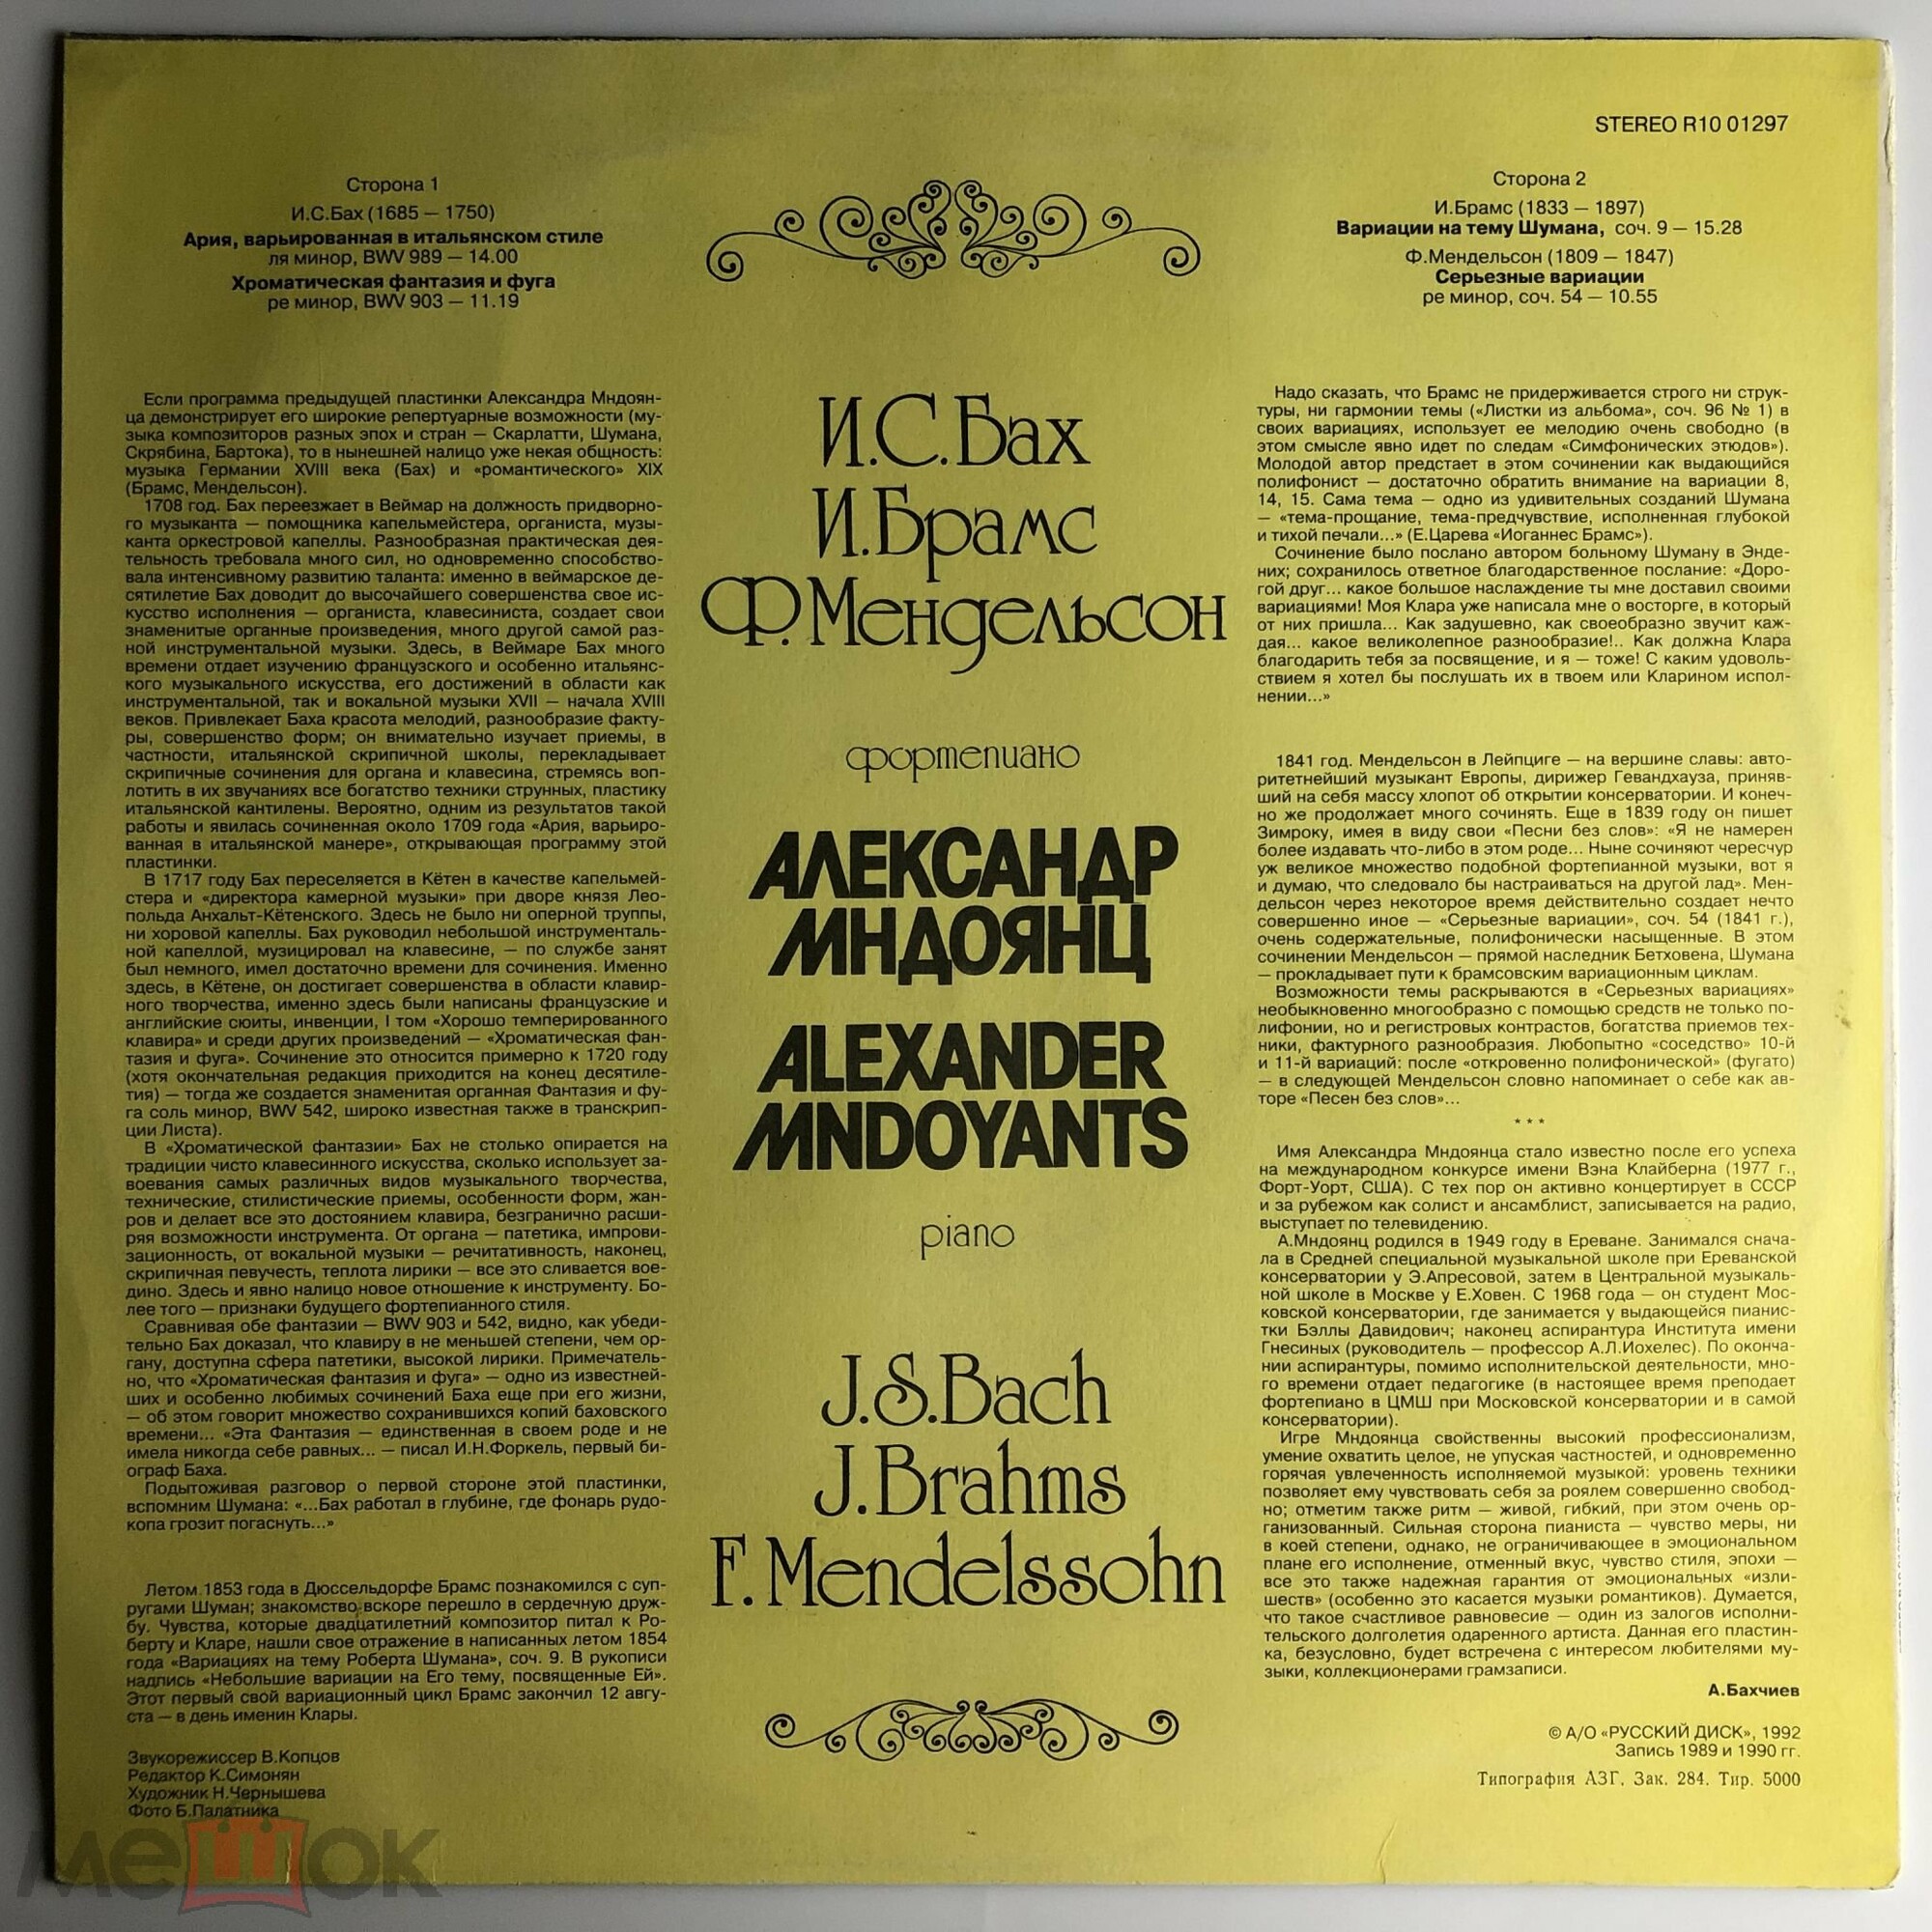 STEREO R10 01297
Сторона 1
И.С.Бах (1685 — 1750)
Ария, варьированная в итальянском стиле
ля минор, BWV 989 — 14.00
Хроматическая фантазия и фуга
ре минор, BWV 903 — 11.19
Сторона 2
И.Брамс (1833 — 1897)
Вариации на тему Шумана, соч. 9 — 15.28
Ф.Мендельсон (1809 — 1847)
Серьезные вариации
ре минор, соч. 54 — 10.55
Если программа предыдущей пластинки Александра Мндоян-
ца демонстрирует его широкие репертуарные возможности (му-
зыка композиторов разных эпох и стран — Скарлатти, Шумана,
Скрябина, Бартока), то в нынешней налицо уже некая общность:
музыка Германии XVIII века (Бах) и «романтического» XIX
(Брамс, Мендельсон).
1708 год. Бах переезжает в Веймар на должность придворно-
го музыканта — помощника капельмейстера, органиста, музы-
канта оркестровой капеллы. Разнообразная практическая дея-
тельность требовала много сил, но одновременно способство-
вала интенсивному развитию таланта: именно в веймарское де-
сятилетие Бах доводит до высочайшего совершенства свое ис-
кусство исполнения — органиста, клавесиниста, создает свои
знаменитые органные произведения, много другой самой раз-
ной инструментальной музыки. Здесь, в Веймаре Бах много
времени отдает изучению французского и особенно итальянс-
кого музыкального искусства, его достижений в области как
инструментальной, так и вокальной музыки XVII — начала XVIII
веков. Привлекает Баха красота мелодий, разнообразие факту-
ры, совершенство форм; он внимательно изучает приемы, в
частности, итальянской скрипичной школы, перекладывает
скрипичные сочинения для органа и клавесина, стремясь воп-
лотить в их звучаниях все богатство техники струнных, пластику
итальянской кантилены. Вероятно, одним из результатов такой
работы и явилась сочиненная около 1709 года «Ария, варьиро-
ванная в итальянской манере», открывающая программу этой
пластинки.
В 1717 году Бах переселяется в Кётен в качестве капельмей-
стера и «директора камерной музыки» при дворе князя Лео-
польда Анхальт-Кётенского. Здесь не было ни оперной труппы,
ни хоровой капеллы. Бах руководил небольшой инструменталь-
ной капеллой, музицировал на клавесине, — по службе занят
был немного, имел достаточно времени для сочинения. Именно
здесь, в Кётене, он достигает совершенства в области клавир-
ного творчества, именно здесь были написаны французские и
английские сюиты, инвенции, I том «Хорошо темперированного
клавира» и среди других произведений — «Хроматическая фан-
тазия и фуга». Сочинение это относится примерно к 1720 году
(хотя окончательная редакция приходится на конец десятиле-
тия) — тогда же создается знаменитая органная Фантазия и фу-
га соль минор, BWV 542, широко известная также в транскрип-
ции Листа).
В «Хроматической фантазии» Бах не столько опирается на
традиции чисто клавесинного искусства, сколько использует за-
воевания самых различных видов музыкального творчества,
технические, стилистические приемы, особенности форм, жан-
ров и делает все это достоянием клавира, безгранично расши-
ряя возможности инструмента. От органа — патетика, импрови-
зационность, от вокальной музыки — речитативность, наконец,
скрипичная певучесть, теплота лирики — все это сливается вое-
дино. Здесь и явно налицо новое отношение к инструменту. Бо-
лее того — признаки будущего фортепианного стиля.
Сравнивая обе фантазии — BWV 903 и 542, видно, как убеди-
тельно Бах доказал, что клавиру в не меньшей степени, чем ор-
гану, доступна сфера патетики, высокой лирики. Примечатель-
но, что «Хроматическая фантазия и фуга» — одно из известней-
ших и особенно любимых сочинений Баха еще при его жизни,
— об этом говорит множество сохранившихся копий баховского
времени... «Эта Фантазия — единственная в своем роде и не
имела никогда себе равных... — писал И.Н.Форкель, первый би-
ограф Баха.
Подытоживая разговор о первой стороне этой пластинки,
вспомним Шумана: «...Бах работал в глубине, где фонарь рудо-
копа грозит погаснуть...»
Летом 1853 года в Дюссельдорфе Брамс познакомился с суп-
ругами Шуман; знакомство вскоре перешло в сердечную друж-
бу. Чувства, которые двадцатилетний композитор питал к Ро-
берту и Кларе, нашли свое отражение в написанных летом 1854
года «Вариациях на тему Роберта Шумана», соч. 9. В рукописи
надпись «Небольшие вариации на Его тему, посвященные Ей».
Этот первый свой вариационный цикл Брамс закончил 12 авгу-
ста — в день именин Клары.
Звукорежиссер В.Копцов
Редактор К.Симонян
Художник Н.Чернышева
Фото Б.Палатника
И.С.Бах
И.Брамс
Ф.Мендельсон
фортепиано
АЛЕКСАНДР
МНДОЯНЦ
ALEXANDER
MNDOYANTS
piano
J.S.Bach
J.Brahms
F.Mendelssohn
Надо сказать, что Брамс не придерживается строго ни струк-
туры, ни гармонии темы («Листки из альбома», соч. 96 № 1) в
своих вариациях, использует ее мелодию очень свободно (в
этом смысле явно идет по следам «Симфонических этюдов»).
Молодой автор предстает в этом сочинении как выдающийся
полифонист — достаточно обратить внимание на вариации 8,
14, 15. Сама тема — одно из удивительных созданий Шумана
— «тема-прощание, тема-предчувствие, исполненная глубокой
и тихой печали...» (Е.Царева «Иоганнес Брамс»).
Сочинение было послано автором больному Шуману в Энде-
них; сохранилось ответное благодарственное послание: «Доро-
гой друг... какое большое наслаждение ты мне доставил своими
вариациями! Моя Клара уже написала мне о восторге, в который
от них пришла... Как задушевно, как своеобразно звучит каж-
дая... какое великолепное разнообразие!.. Как должна Клара
благодарить тебя за посвящение, и я — тоже! С каким удоволь-
ствием я хотел бы послушать их в твоем или Кларином испол-
нении...»
1841 год. Мендельсон в Лейпциге — на вершине славы: авто-
ритетнейший музыкант Европы, дирижер Гевандхауза, приняв-
ший на себя массу хлопот об открытии консерватории. И конеч-
но же продолжает много сочинять. Еще в 1839 году он пишет
Зимроку, имея в виду свои «Песни без слов»: «Я не намерен
более издавать что-либо в этом роде... Ныне сочиняют чересчур
уж великое множество подобной фортепианной музыки, вот я
и думаю, что следовало бы настраиваться на другой лад». Мен-
дельсон через некоторое время действительно создает нечто
совершенно иное — «Серьезные вариации», соч. 54 (1841 г.),
очень содержательные, полифонически насыщенные. В этом
сочинении Мендельсон — прямой наследник Бетховена, Шумана
— прокладывает пути к брамсовским вариационным циклам.
Возможности темы раскрываются в «Серьезных вариациях»
необыкновенно многообразно с помощью средств не только по-
лифонии, но и регистровых контрастов, богатства приемов тех-
ники, фактурного разнообразия. Любопытно «соседство» 10-й
и 11-й вариаций: после «откровенно полифонической» (фугато)
— в следующей Мендельсон словно напоминает о себе как ав-
торе «Песен без слов»...
* * *
Имя Александра Мндоянца стало известно после его успеха
на международном конкурсе имени Вэна Клайберна (1977 г.,
Форт-Уорт, США). С тех пор он активно концертирует в СССР
и за рубежом как солист и ансамблист, записывается на радио,
выступает по телевидению.
А.Мндоянц родился в 1949 году в Ереване. Занимался снача-
ла в Средней специальной музыкальной школе при Ереванской
консерватории у Э.Апресовой, затем в Центральной музыкаль-
ной школе в Москве у Е.Ховен. С 1968 года — он студент Мос-
ковской консерватории, где занимается у выдающейся пианис-
тки Бэллы Давидович; наконец аспирантура Института имени
Гнесиных (руководитель — профессор А.Л.Иохелес). По оконча-
нии аспирантуры, помимо исполнительской деятельности, мно-
го времени отдает педагогике (в настоящее время преподает
фортепиано в ЦМШ при Московской консерватории и в самой
консерватории).
Игре Мндоянца свойственны высокий профессионализм,
умение охватить целое, не упуская частностей, и одновременно
горячая увлеченность исполняемой музыкой: уровень техники
позволяет ему чувствовать себя за роялем совершенно свобод-
но; отметим также ритм — живой, гибкий, при этом очень ор-
ганизованный. Сильная сторона пианиста — чувство меры, ни
в коей степени, однако, не ограничивающее в эмоциональном
плане его исполнение, отменный вкус, чувство стиля, эпохи —
все это также надежная гарантия от эмоциональных «изли-
шеств» (особенно это касается музыки романтиков). Думается,
что такое счастливое равновесие — один из залогов исполни-
тельского долголетия одаренного артиста. Данная его пластин-
ка, безусловно, будет встречена с интересом любителями му-
зыки, коллекционерами грамзаписи.
А.Бахчиев
© А/О «РУССКИЙ ДИСК», 1992
Запись 1989 и 1990 гг.
Типография АЗГ, Зак. 284. Тир. 5000
мешок